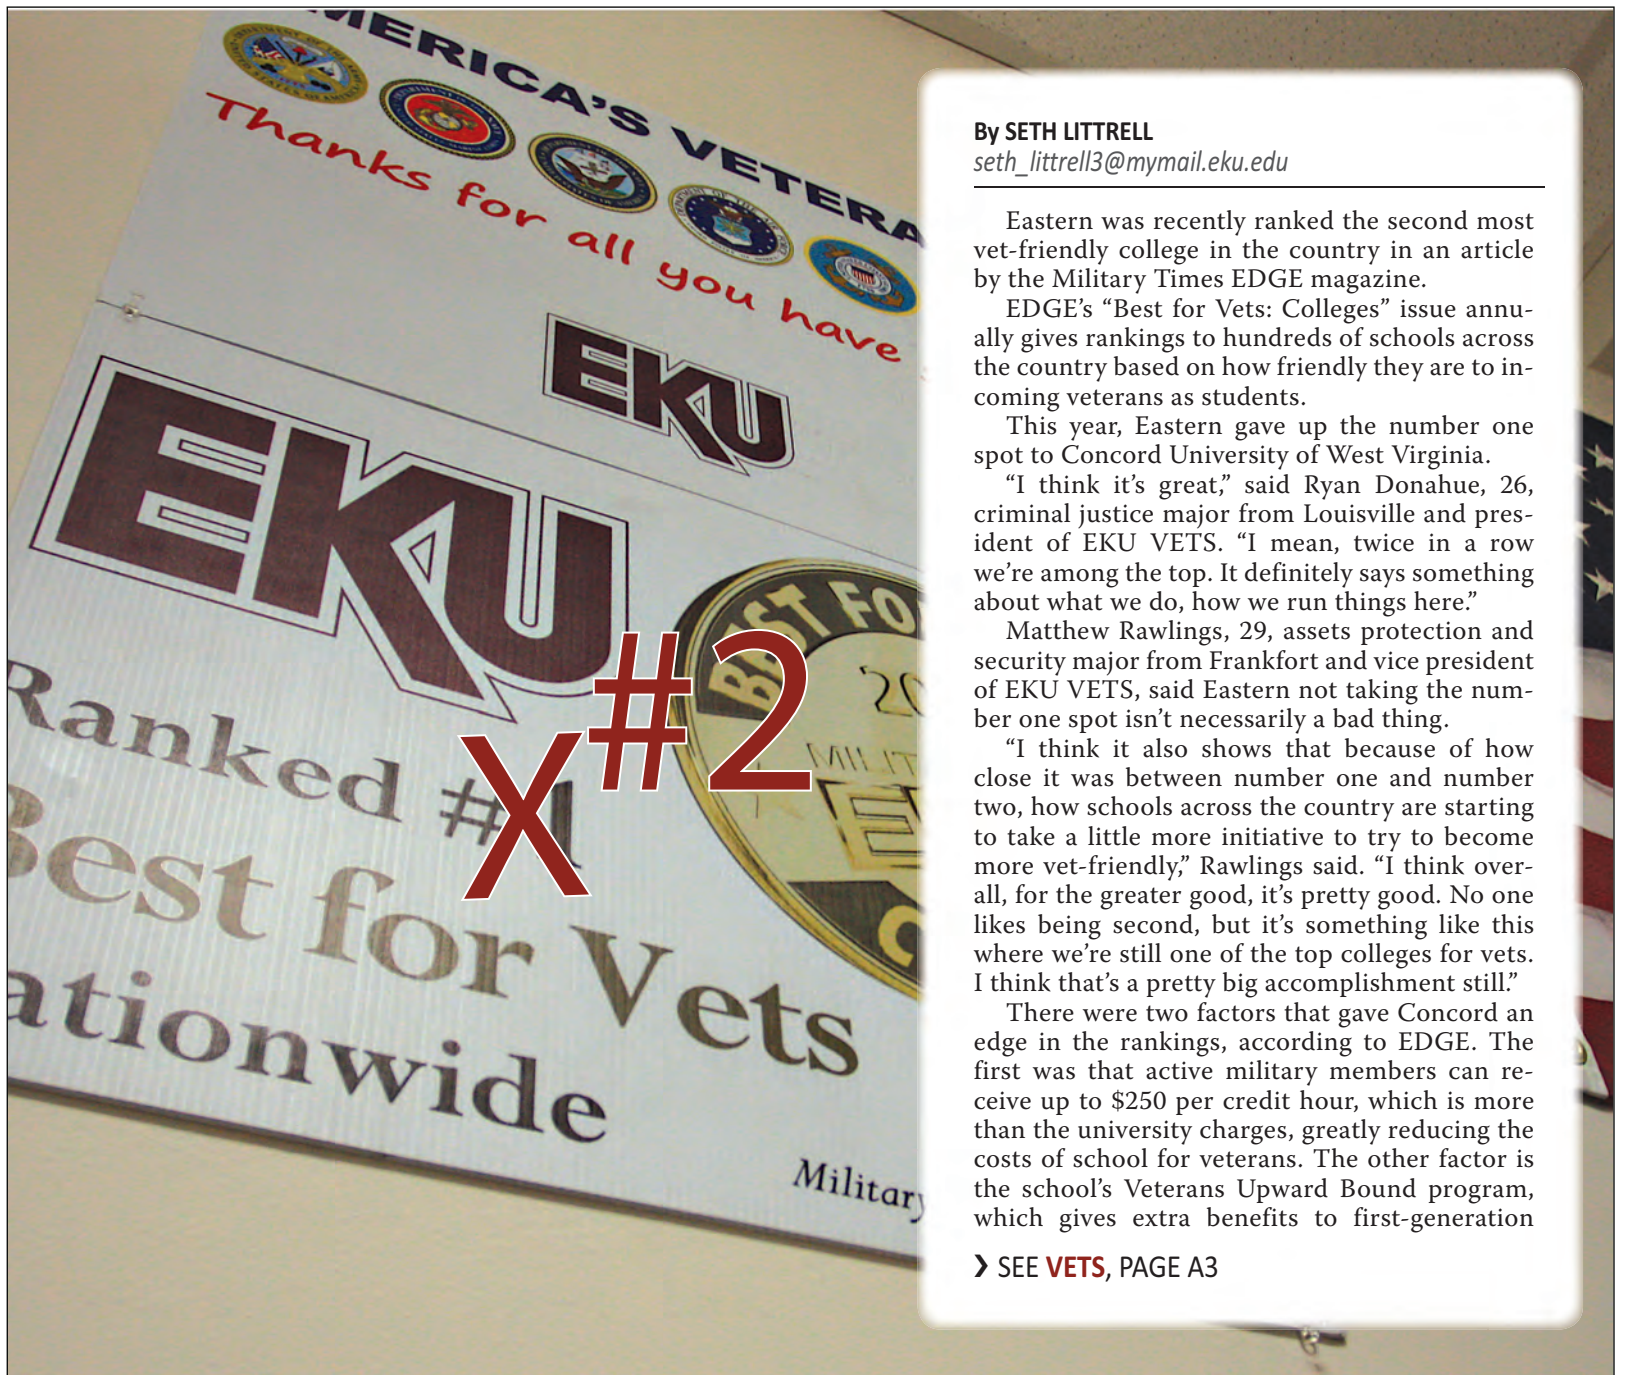 AMERICA'S VETERA
Thanks for all you have
EKU
EKU
BEST FO
20
MILIT
Ranked #1
X #2
Best for Vets
ationwide
Military
By SETH LITTRELL
seth_littrell3@mymail.eku.edu
Eastern was recently ranked the second most
vet-friendly college in the country in an article
by the Military Times EDGE magazine.
EDGE's “Best for Vets: Colleges” issue annu-
ally gives rankings to hundreds of schools across
the country based on how friendly they are to in-
coming veterans as students.
This year, Eastern gave up the number one
spot to Concord University of West Virginia.
“I think it's great,” said Ryan Donahue, 26,
criminal justice major from Louisville and pres-
ident of EKU VETS. “I mean, twice in a row
we're among the top. It definitely says something
about what we do, how we run things here.”
Matthew Rawlings, 29, assets protection and
security major from Frankfort and vice president
of EKU VETS, said Eastern not taking the num-
ber one spot isn't necessarily a bad thing.
“I think it also shows that because of how
close it was between number one and number
two, how schools across the country are starting
to take a little more initiative to try to become
more vet-friendly,” Rawlings said. “I think over-
all, for the greater good, it's pretty good. No one
likes being second, but it's something like this
where we're still one of the top colleges for vets.
I think that's a pretty big accomplishment still.”
There were two factors that gave Concord an
edge in the rankings, according to EDGE. The
first was that active military members can re-
ceive up to $250 per credit hour, which is more
than the university charges, greatly reducing the
costs of school for veterans. The other factor is
the school's Veterans Upward Bound program,
which gives extra benefits to first-generation
❯ SEE VETS, PAGE A3